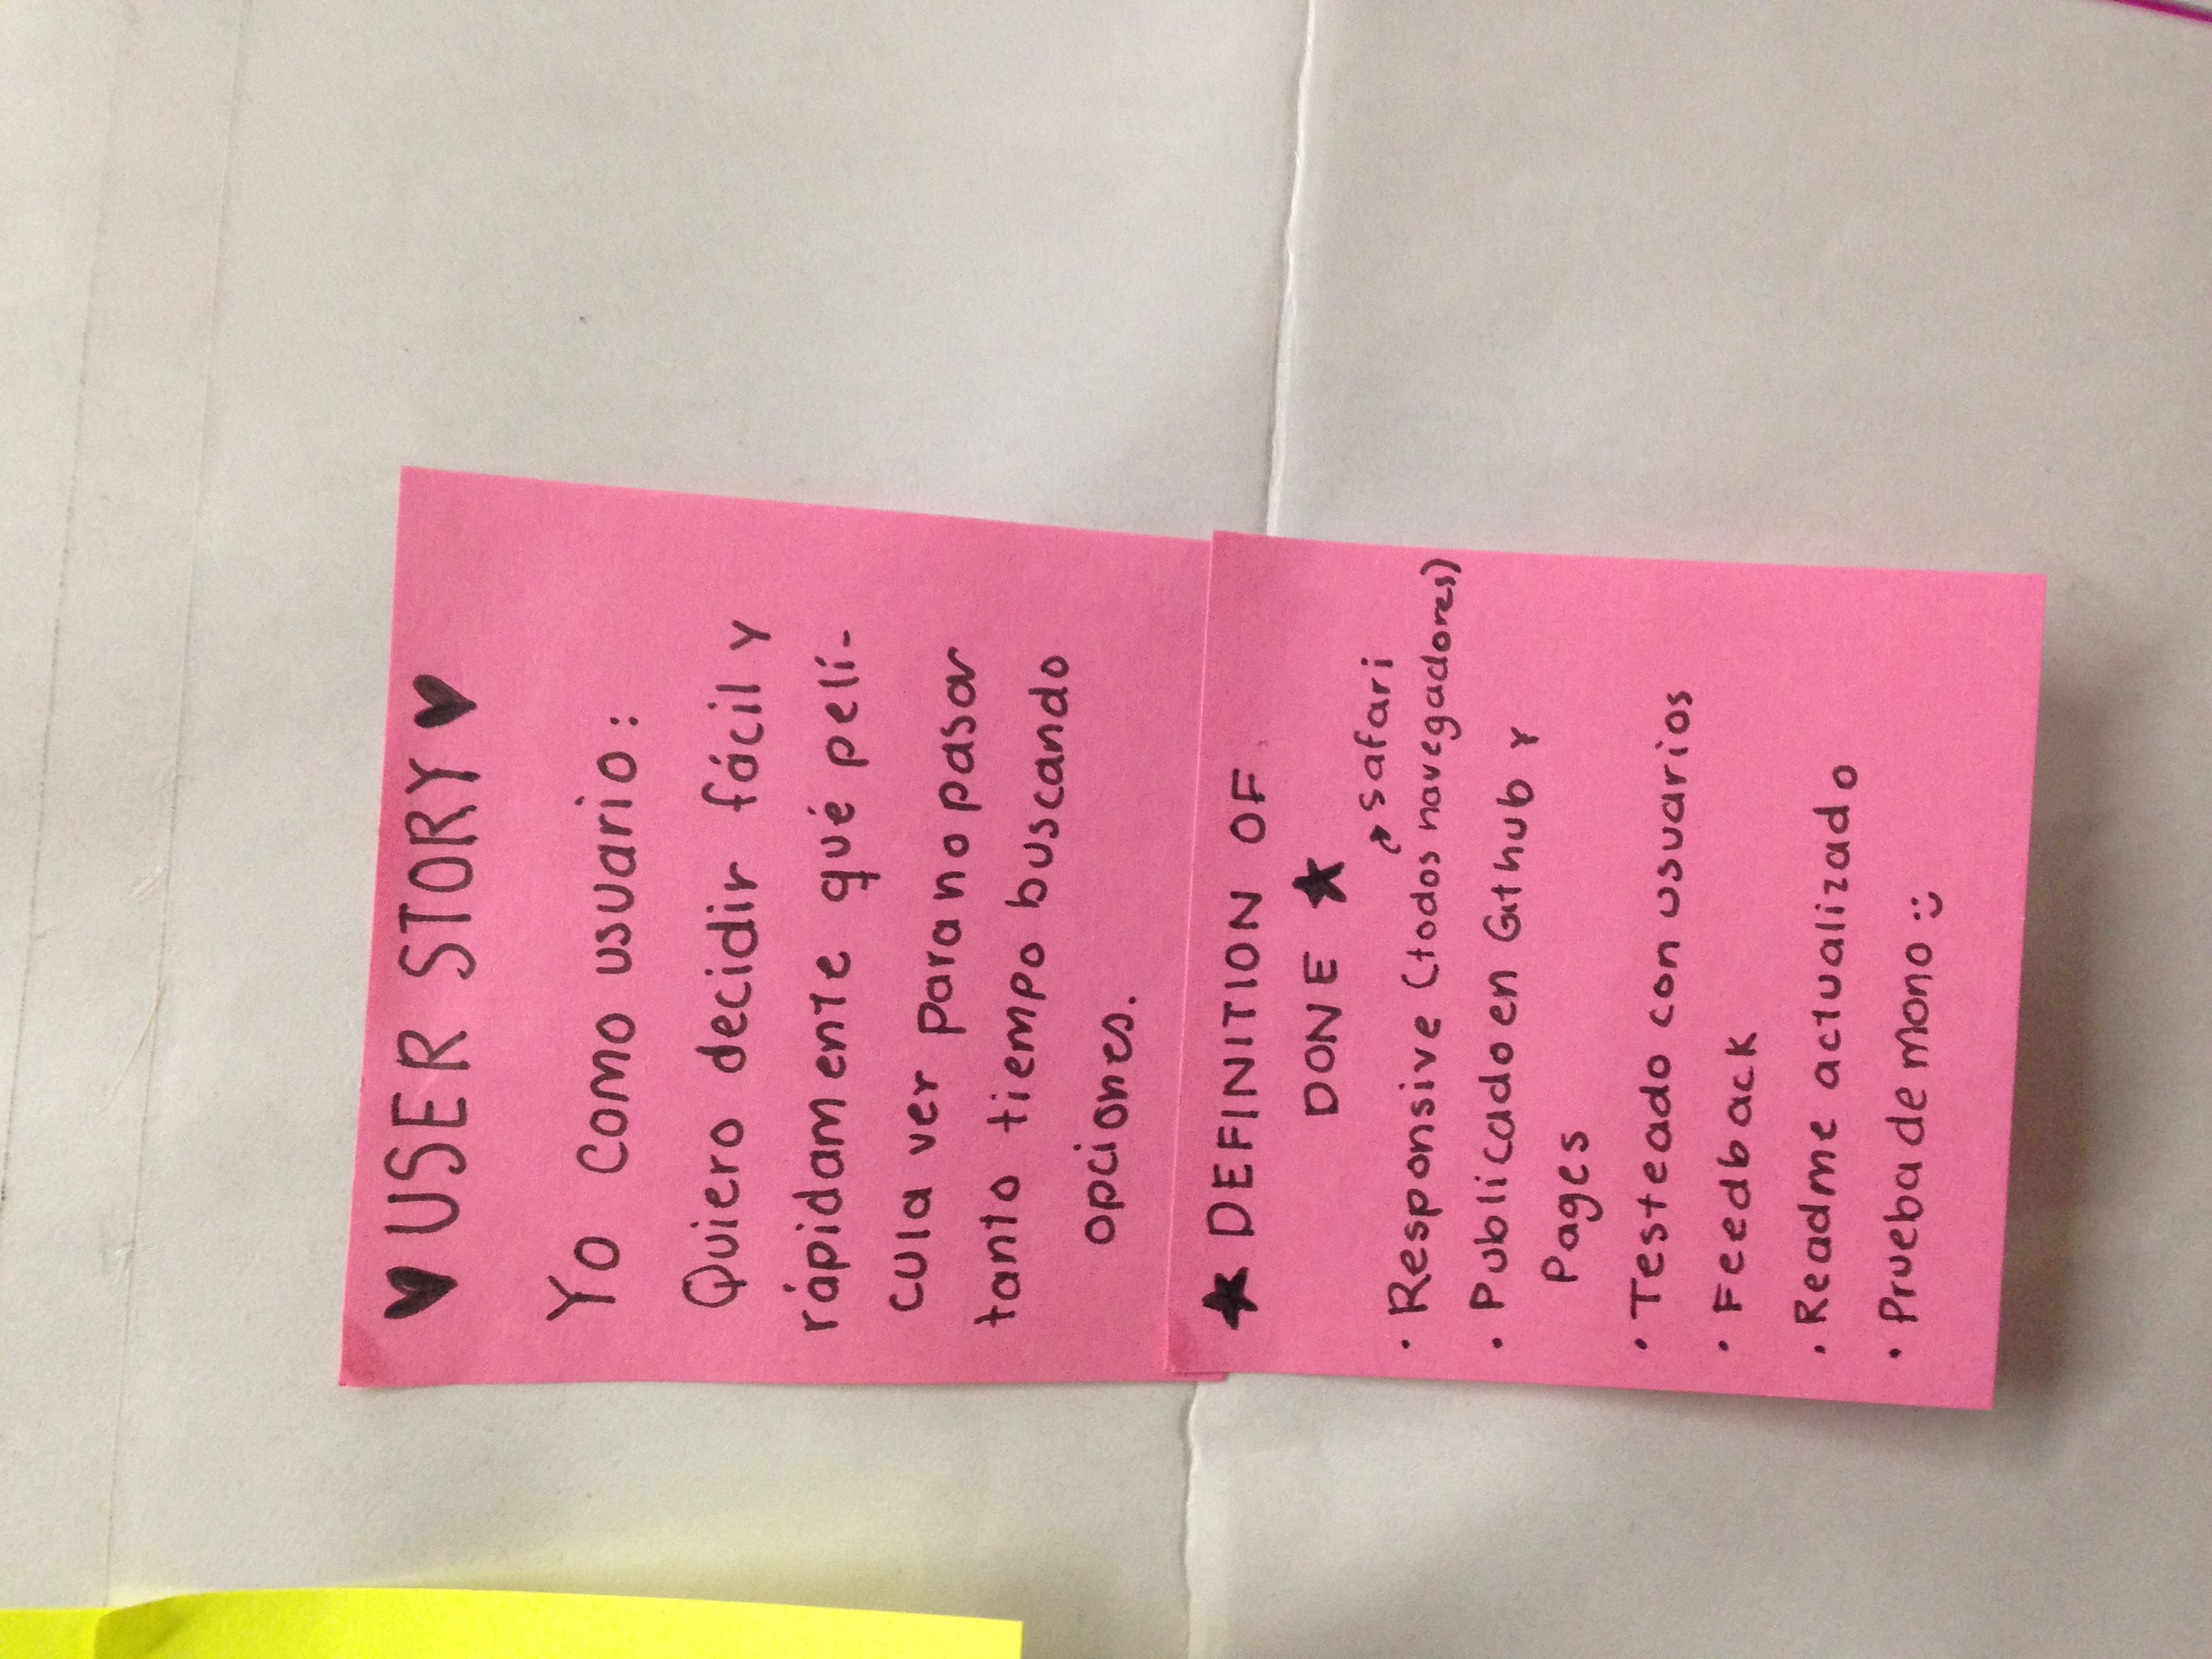 ♥ USER STORY ♥
Yo como usuario:
Quiero decidir fácil y
rápidamente qué pelí-
cula ver para no pasar
tanto tiempo buscando
opciones.
★ DEFINITION OF
DONE ★
safari
· Responsive (todos navegadores)
· Publicado en Github y
Pages
· Testeado con usuarios
· Feedback
· Readme actualizado
· Prueba de mono :)